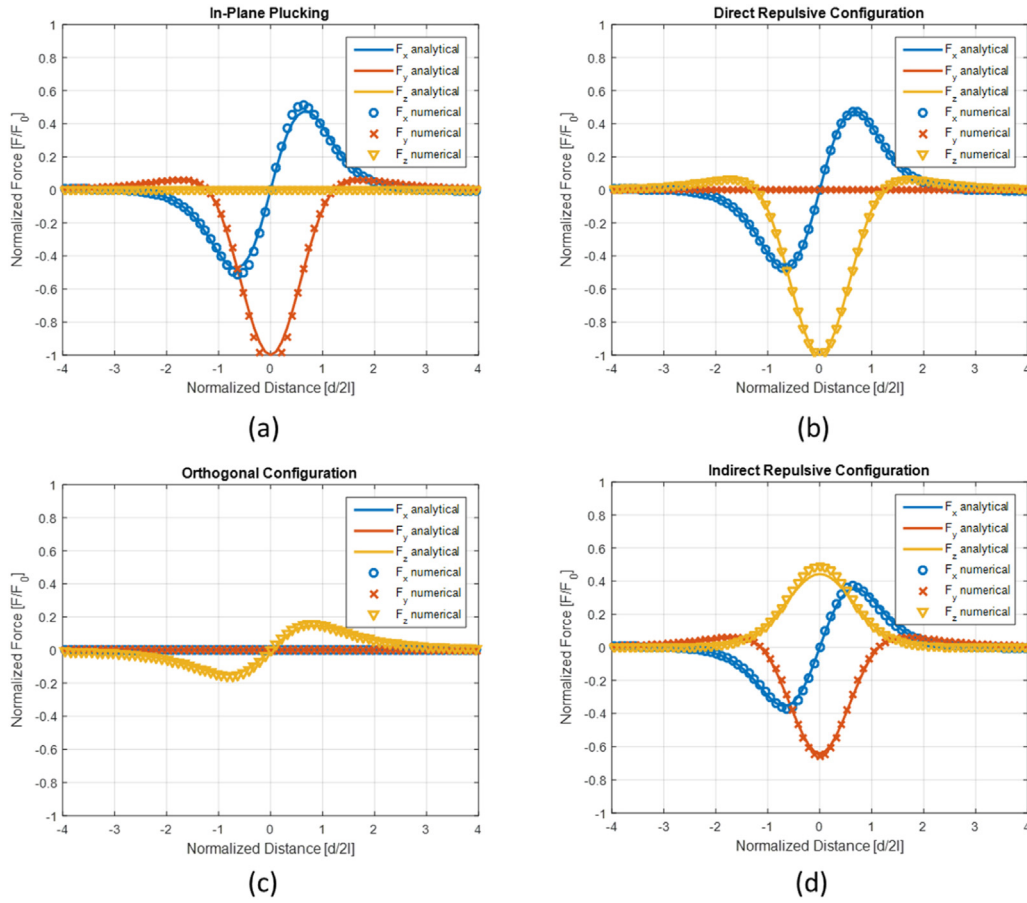 In-Plane Plucking
1
0.8
0.6
0.4
0.2
0
-0.2
-0.4
-0.6
-0.8
-1
Normalized Force [F/F0]
-4 -3 -2 -1 0 1 2 3 4
Normalized Distance [d/2l]
Fx analytical
Fy analytical
Fz analytical
Fx numerical
Fy numerical
Fz numerical
(a)
Direct Repulsive Configuration
1
0.8
0.6
0.4
0.2
0
-0.2
-0.4
-0.6
-0.8
-1
Normalized Force [F/F0]
-4 -3 -2 -1 0 1 2 3 4
Normalized Distance [d/2l]
Fx analytical
Fy analytical
Fz analytical
Fx numerical
Fy numerical
Fz numerical
(b)
Orthogonal Configuration
1
0.8
0.6
0.4
0.2
0
-0.2
-0.4
-0.6
-0.8
-1
Normalized Force [F/F0]
-4 -3 -2 -1 0 1 2 3 4
Normalized Distance [d/2l]
Fx analytical
Fy analytical
Fz analytical
Fx numerical
Fy numerical
Fz numerical
(c)
Indirect Repulsive Configuration
1
0.8
0.6
0.4
0.2
0
-0.2
-0.4
-0.6
-0.8
-1
Normalized Force [F/F0]
-4 -3 -2 -1 0 1 2 3 4
Normalized Distance [d/2l]
Fx analytical
Fy analytical
Fz analytical
Fx numerical
Fy numerical
Fz numerical
(d)